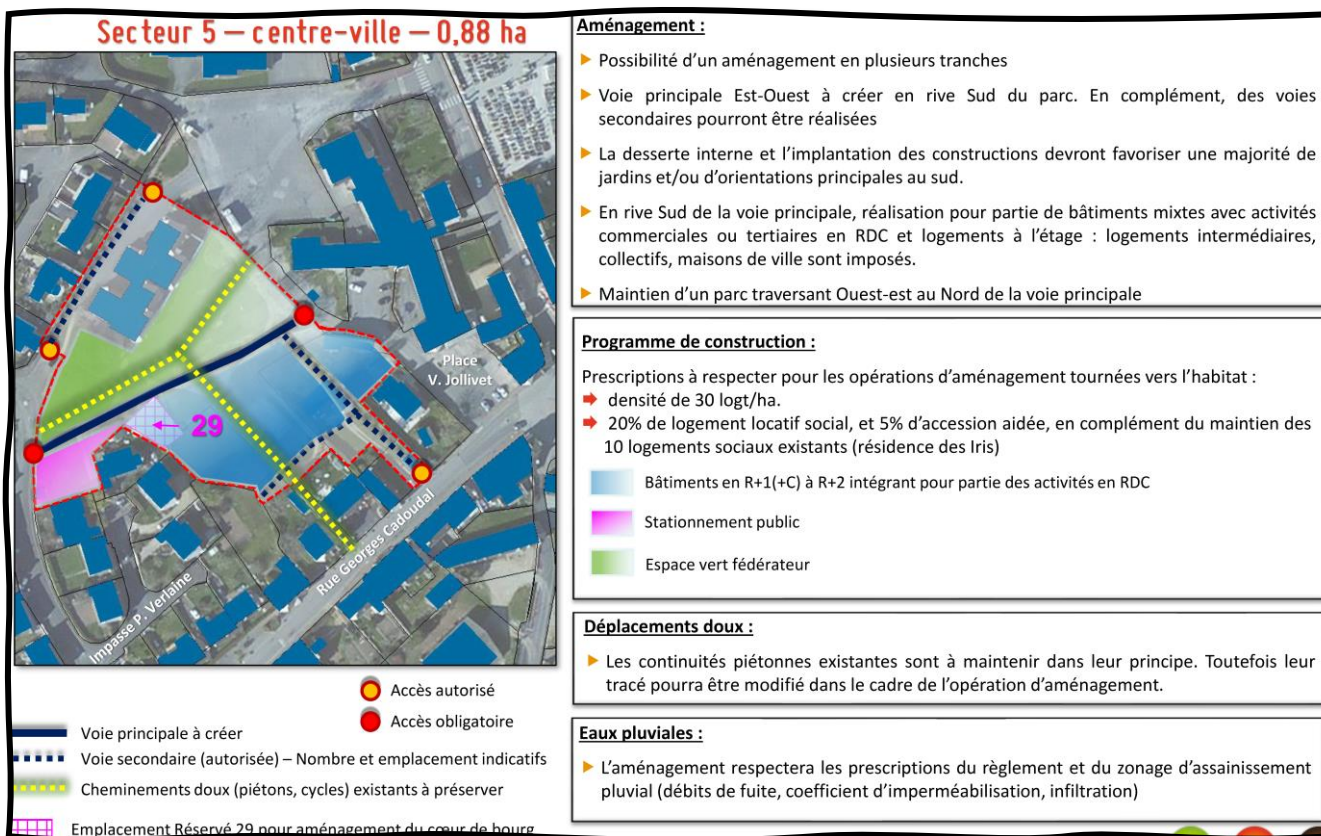 Secteur 5 – centre-ville – 0,88 ha
Place
V. Jollivet
29
Rue Georges Cadoudal
Impasse P. Verlaine
Accès autorisé
Accès obligatoire
Voie principale à créer
Voie secondaire (autorisée) – Nombre et emplacement indicatifs
Cheminements doux (piétons, cycles) existants à préserver
Emplacement Réservé 29 pour aménagement du cœur de bourg
Aménagement :
Possibilité d'un aménagement en plusieurs tranches
Voie principale Est-Ouest à créer en rive Sud du parc. En complément, des voies
secondaires pourront être réalisées
La desserte interne et l'implantation des constructions devront favoriser une majorité de
jardins et/ou d'orientations principales au sud.
En rive Sud de la voie principale, réalisation pour partie de bâtiments mixtes avec activités
commerciales ou tertiaires en RDC et logements à l'étage : logements intermédiaires,
collectifs, maisons de ville sont imposés.
Maintien d'un parc traversant Ouest-est au Nord de la voie principale
Programme de construction :
Prescriptions à respecter pour les opérations d'aménagement tournées vers l'habitat :
densité de 30 logt/ha.
20% de logement locatif social, et 5% d'accession aidée, en complément du maintien des
10 logements sociaux existants (résidence des Iris)
Bâtiments en R+1(+C) à R+2 intégrant pour partie des activités en RDC
Stationnement public
Espace vert fédérateur
Déplacements doux :
Les continuités piétonnes existantes sont à maintenir dans leur principe. Toutefois leur
tracé pourra être modifié dans le cadre de l'opération d'aménagement.
Eaux pluviales :
L'aménagement respectera les prescriptions du règlement et du zonage d'assainissement
pluvial (débits de fuite, coefficient d'imperméabilisation, infiltration)